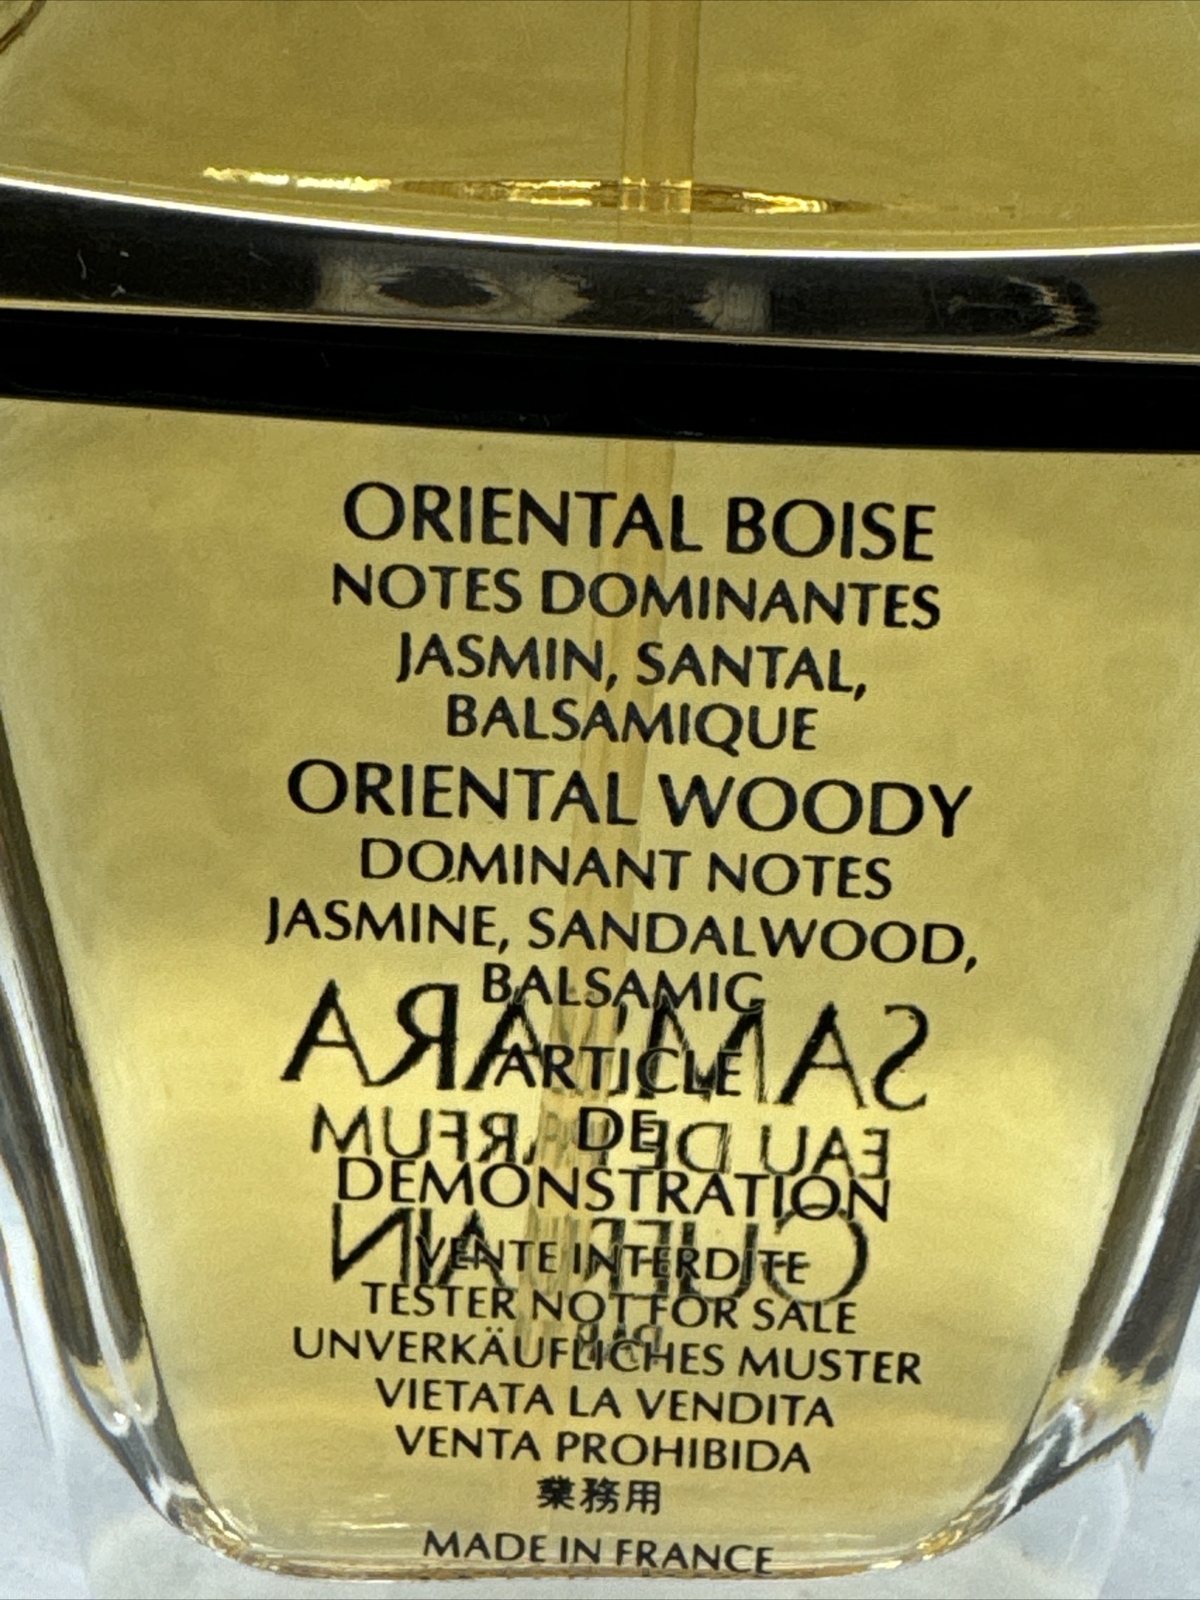 ORIENTAL BOISE
NOTES DOMINANTES
JASMIN, SANTAL,
BALSAMIQUE
ORIENTAL WOODY
DOMINANT NOTES
JASMINE, SANDALWOOD,
BALSAMIC
SAMSARA
ARTICLE
DE
EAU DE PARFUM
DEMONSTRATION
GUERLAIN
VENTE INTERDITE
TESTER NOT FOR SALE
PARIS
UNVERKÄUFLICHES MUSTER
VIETATA LA VENDITA
VENTA PROHIBIDA
業務用
MADE IN FRANCE